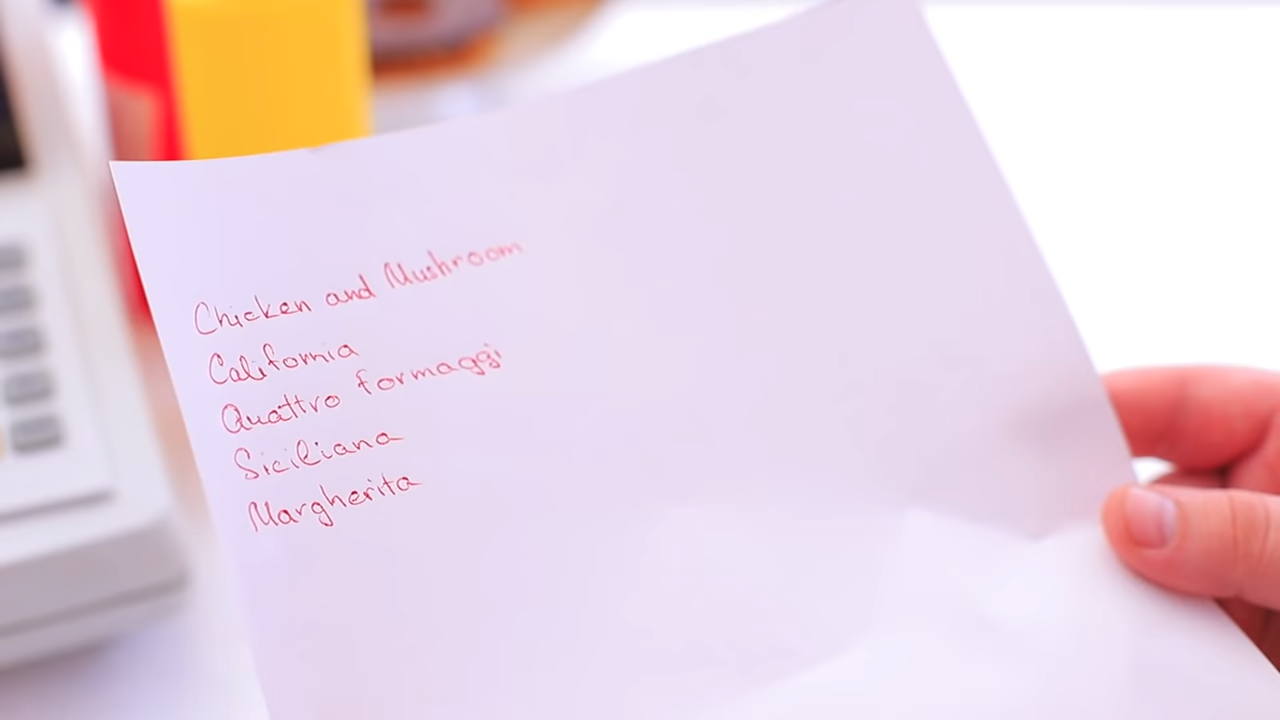 Chicken and Mushroom
California
Quattro formaggi
Siciliana
Margherita